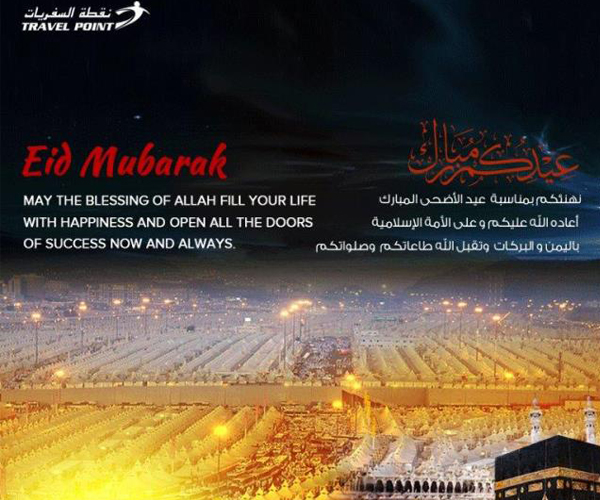 نقطة السفريات
TRAVEL POINT
Eid Mubarak
MAY THE BLESSING OF ALLAH FILL YOUR LIFE
WITH HAPPINESS AND OPEN ALL THE DOORS
OF SUCCESS NOW AND ALWAYS.
عيدكم مبارك
نهنئكم بمناسبة عيد الأضحى المبارك
أعاده الله عليكم و على الأمة الإسلامية
باليمن و البركات وتقبل الله طاعاتكم وصلواتكم